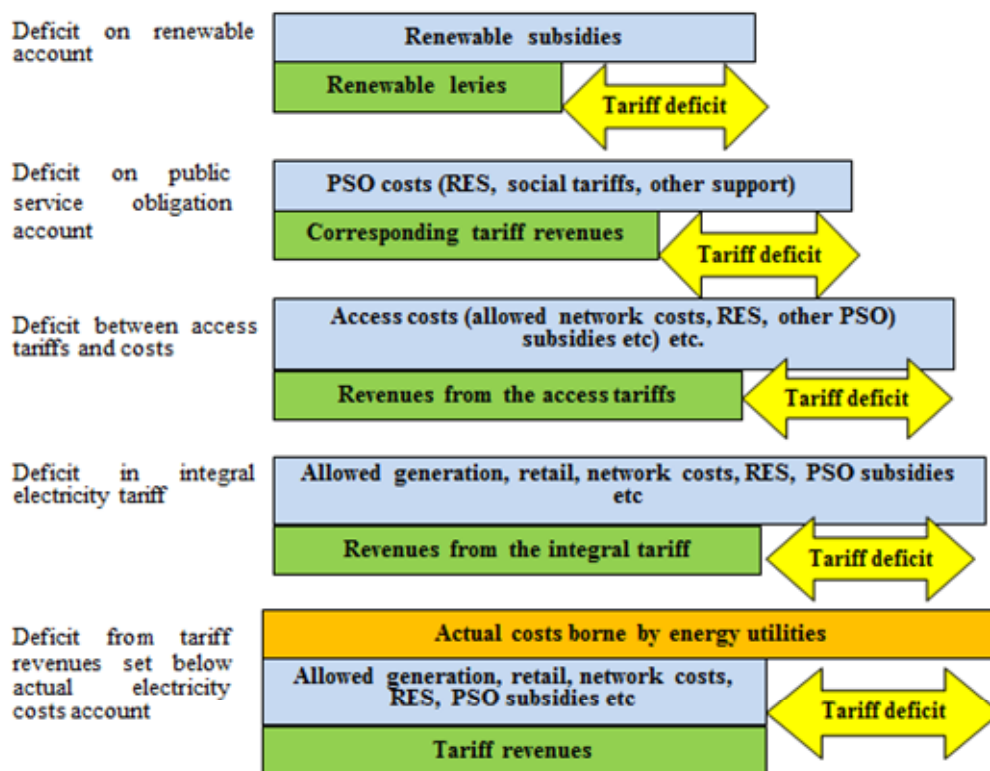 Deficit on renewable
account
Renewable subsidies
Renewable levies
Tariff deficit
Deficit on public
service obligation
account
PSO costs (RES, social tariffs, other support)
Corresponding tariff revenues
Tariff deficit
Deficit between access
tariffs and costs
Access costs (allowed network costs, RES, other PSO)
subsidies etc) etc.
Revenues from the access tariffs
Tariff deficit
Deficit in integral
electricity tariff
Allowed generation, retail, network costs, RES, PSO subsidies
etc
Revenues from the integral tariff
Tariff deficit
Deficit from tariff
revenues set below
actual electricity
costs account
Actual costs borne by energy utilities
Allowed generation, retail, network costs,
RES, PSO subsidies etc
Tariff revenues
Tariff deficit